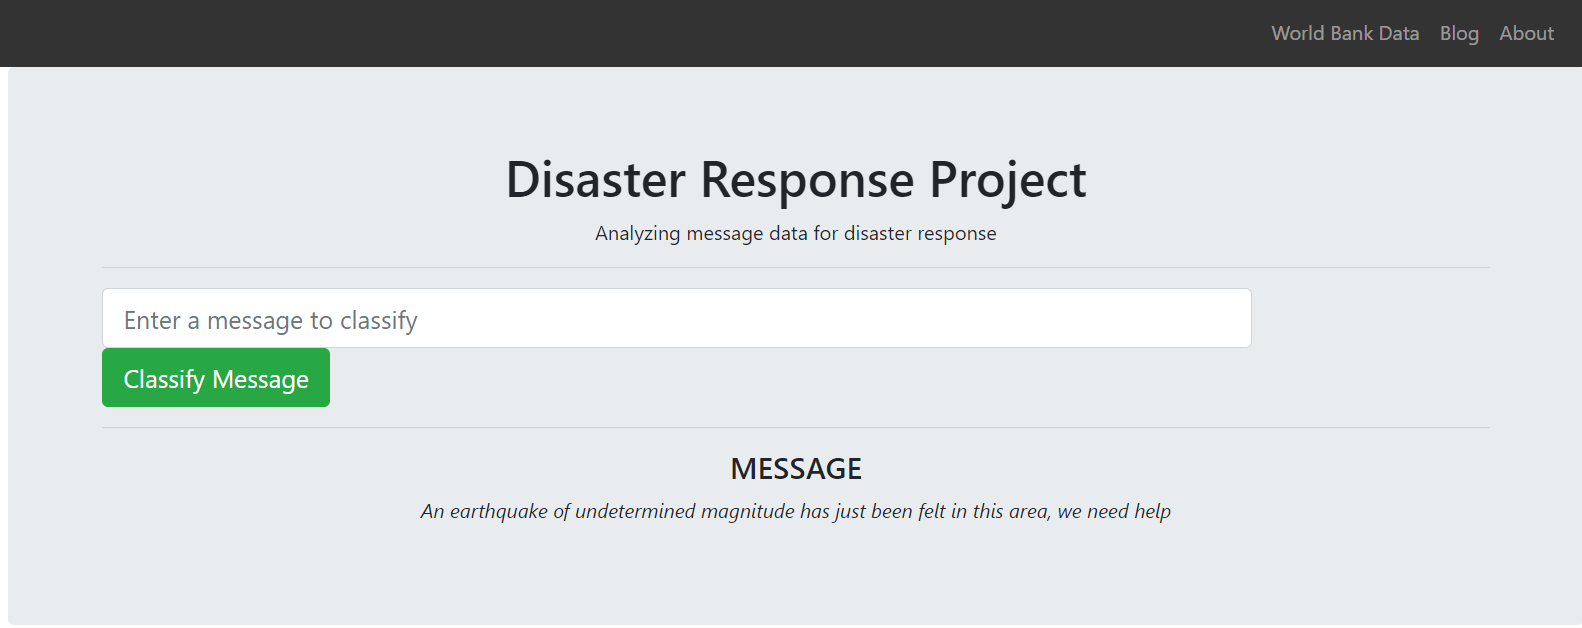 World Bank Data Blog About
Disaster Response Project
Analyzing message data for disaster response
Enter a message to classify
Classify Message
MESSAGE
An earthquake of undetermined magnitude has just been felt in this area, we need help